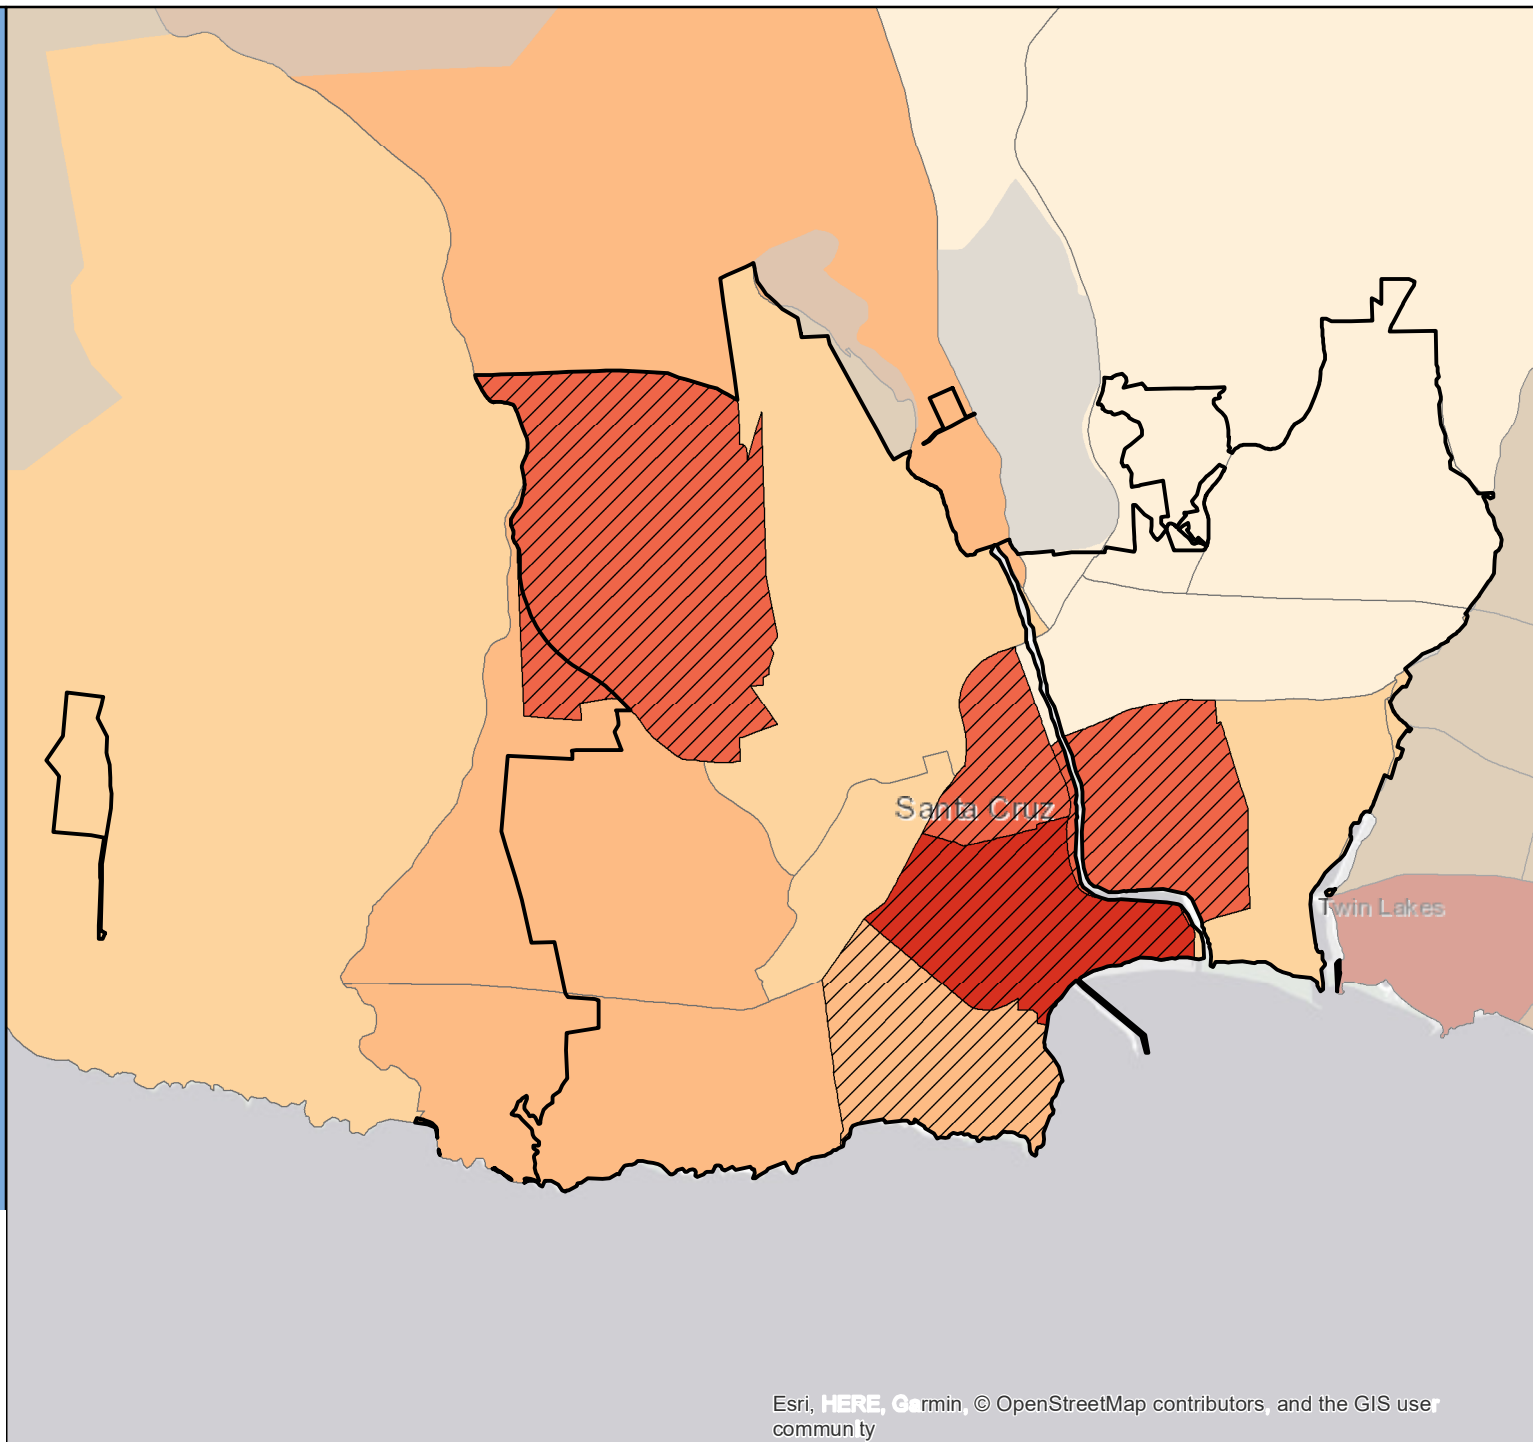 Santa Cruz
Twin Lakes
Esri, HERE, Garmin, © OpenStreetMap contributors, and the GIS user
community